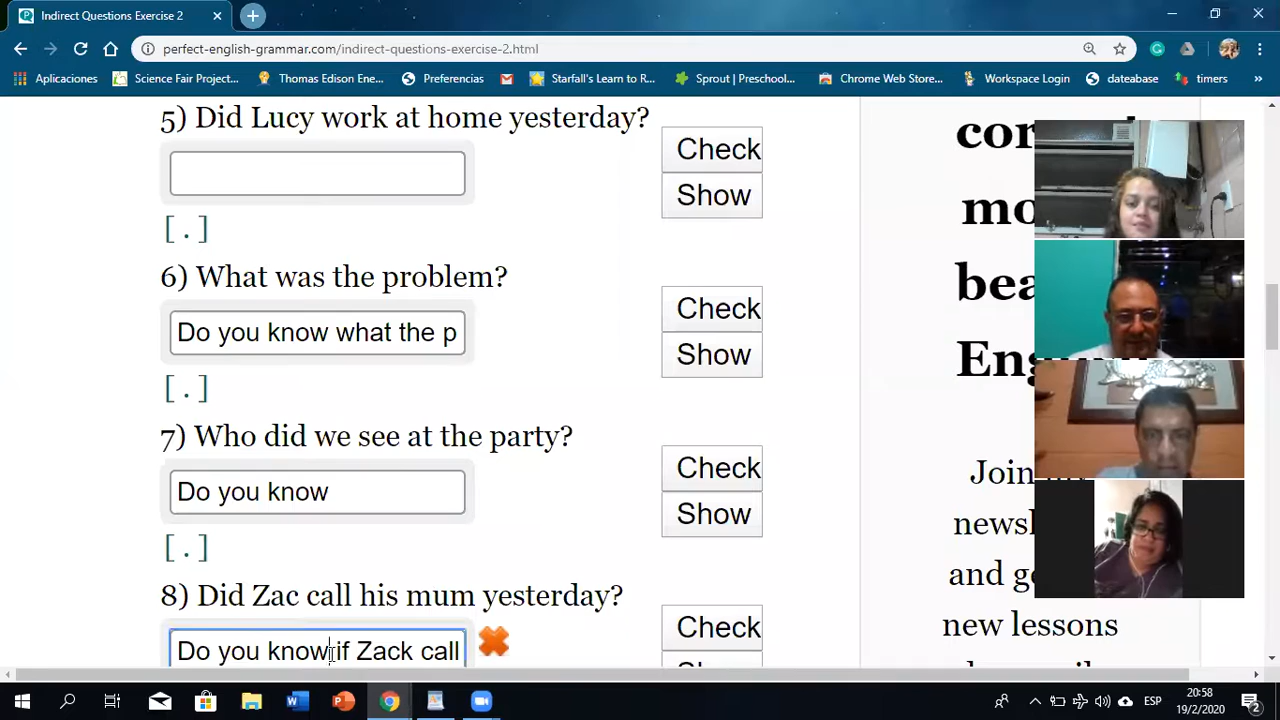 Indirect Questions Exercise 2
perfect-english-grammar.com/indirect-questions-exercise-2.html
Aplicaciones
Science Fair Project...
Thomas Edison Ene...
Preferencias
Starfall's Learn to R...
Sprout | Preschool...
Chrome Web Store...
Workspace Login
dateabase
timers
»
5) Did Lucy work at home yesterday?
Check
Show
[ . ]
6) What was the problem?
Do you know what the p
Check
Show
[ . ]
7) Who did we see at the party?
Do you know
Check
Show
[ . ]
8) Did Zac call his mum yesterday?
Do you know if Zack call
Check
mo
bea
Join
and
new lessons
ESP
20:58
19/2/2020
2